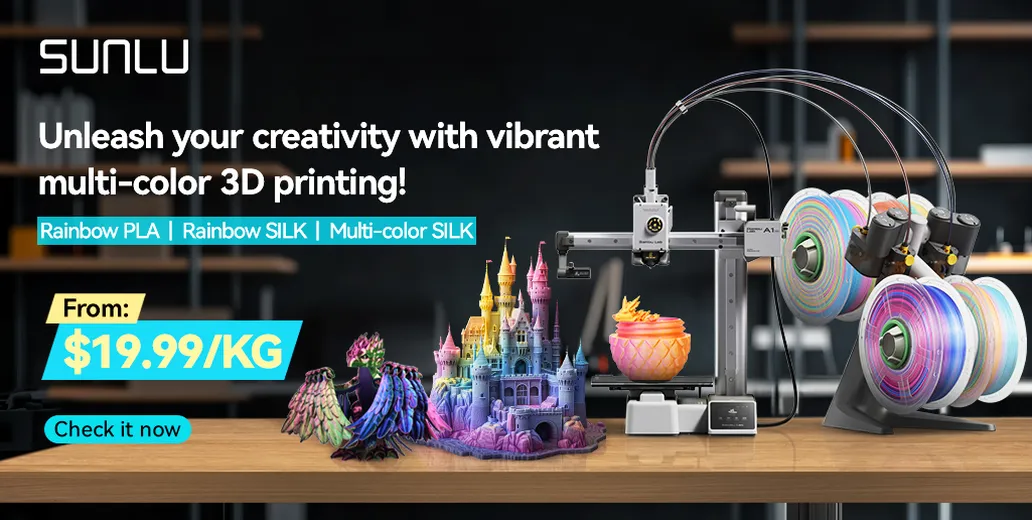 SUNLU
Unleash your creativity with vibrant
multi-color 3D printing!
Rainbow PLA | Rainbow SILK | Multi-color SILK
From:
$19.99/KG
Check it now
A1